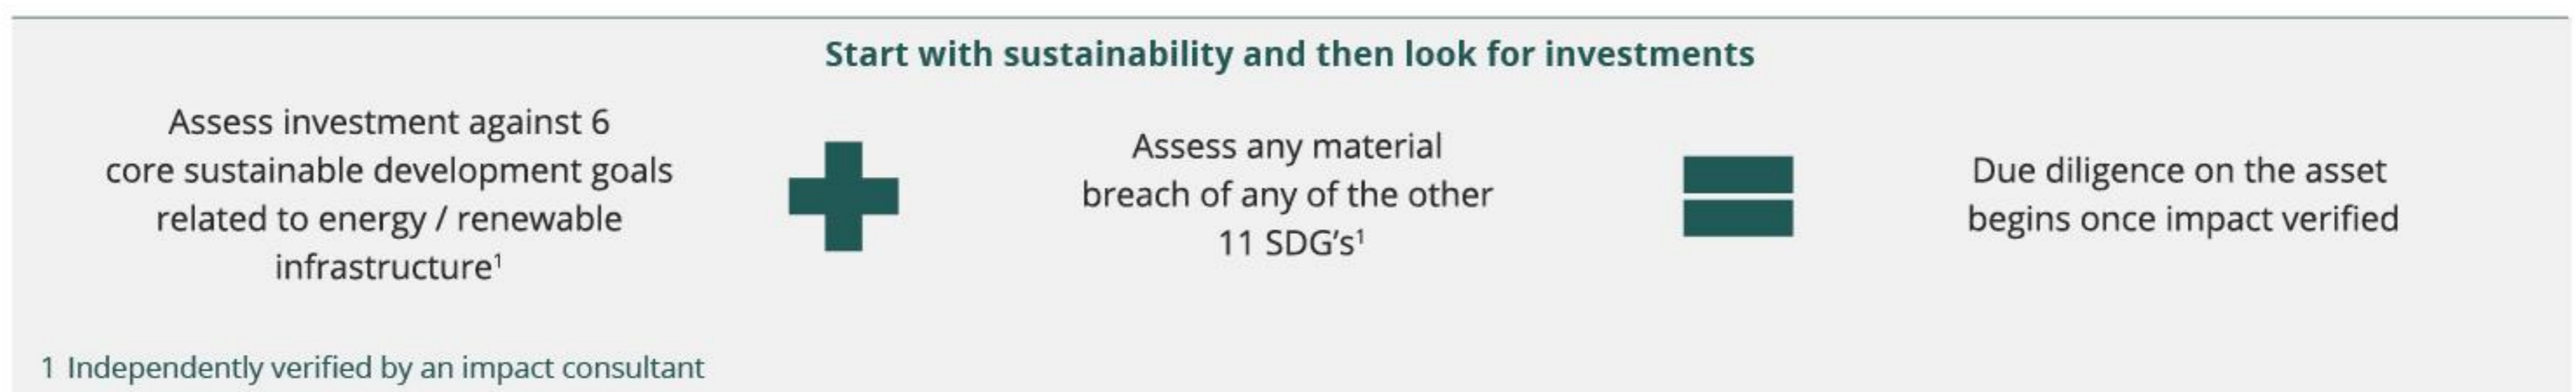 Start with sustainability and then look for investments
Assess investment against 6
core sustainable development goals
related to energy / renewable
infrastructure¹
Assess any material
breach of any of the other
11 SDG’s¹
Due diligence on the asset
begins once impact verified
1 Independently verified by an impact consultant